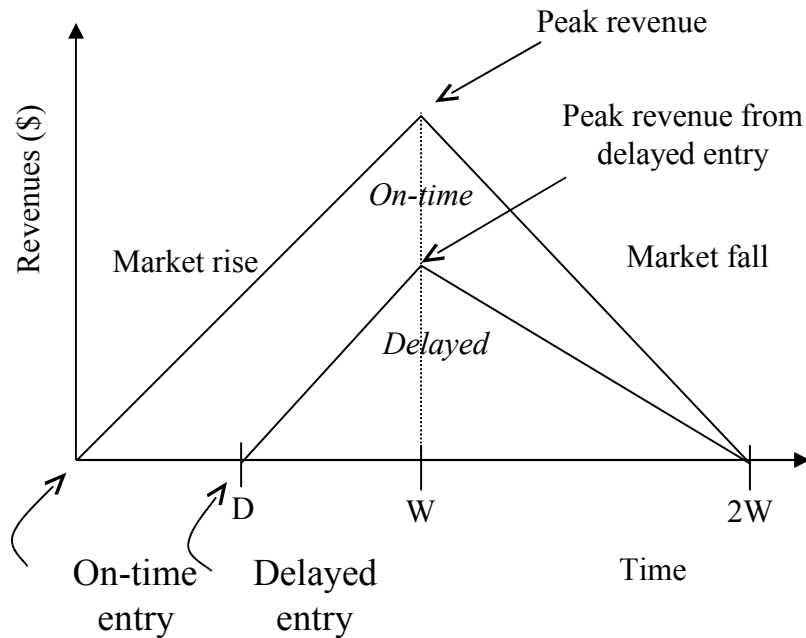 Peak revenue
Peak revenue from
delayed entry
Revenues ($)
On-time
Market rise
Market fall
Delayed
D
W
2W
On-time
entry
Delayed
entry
Time